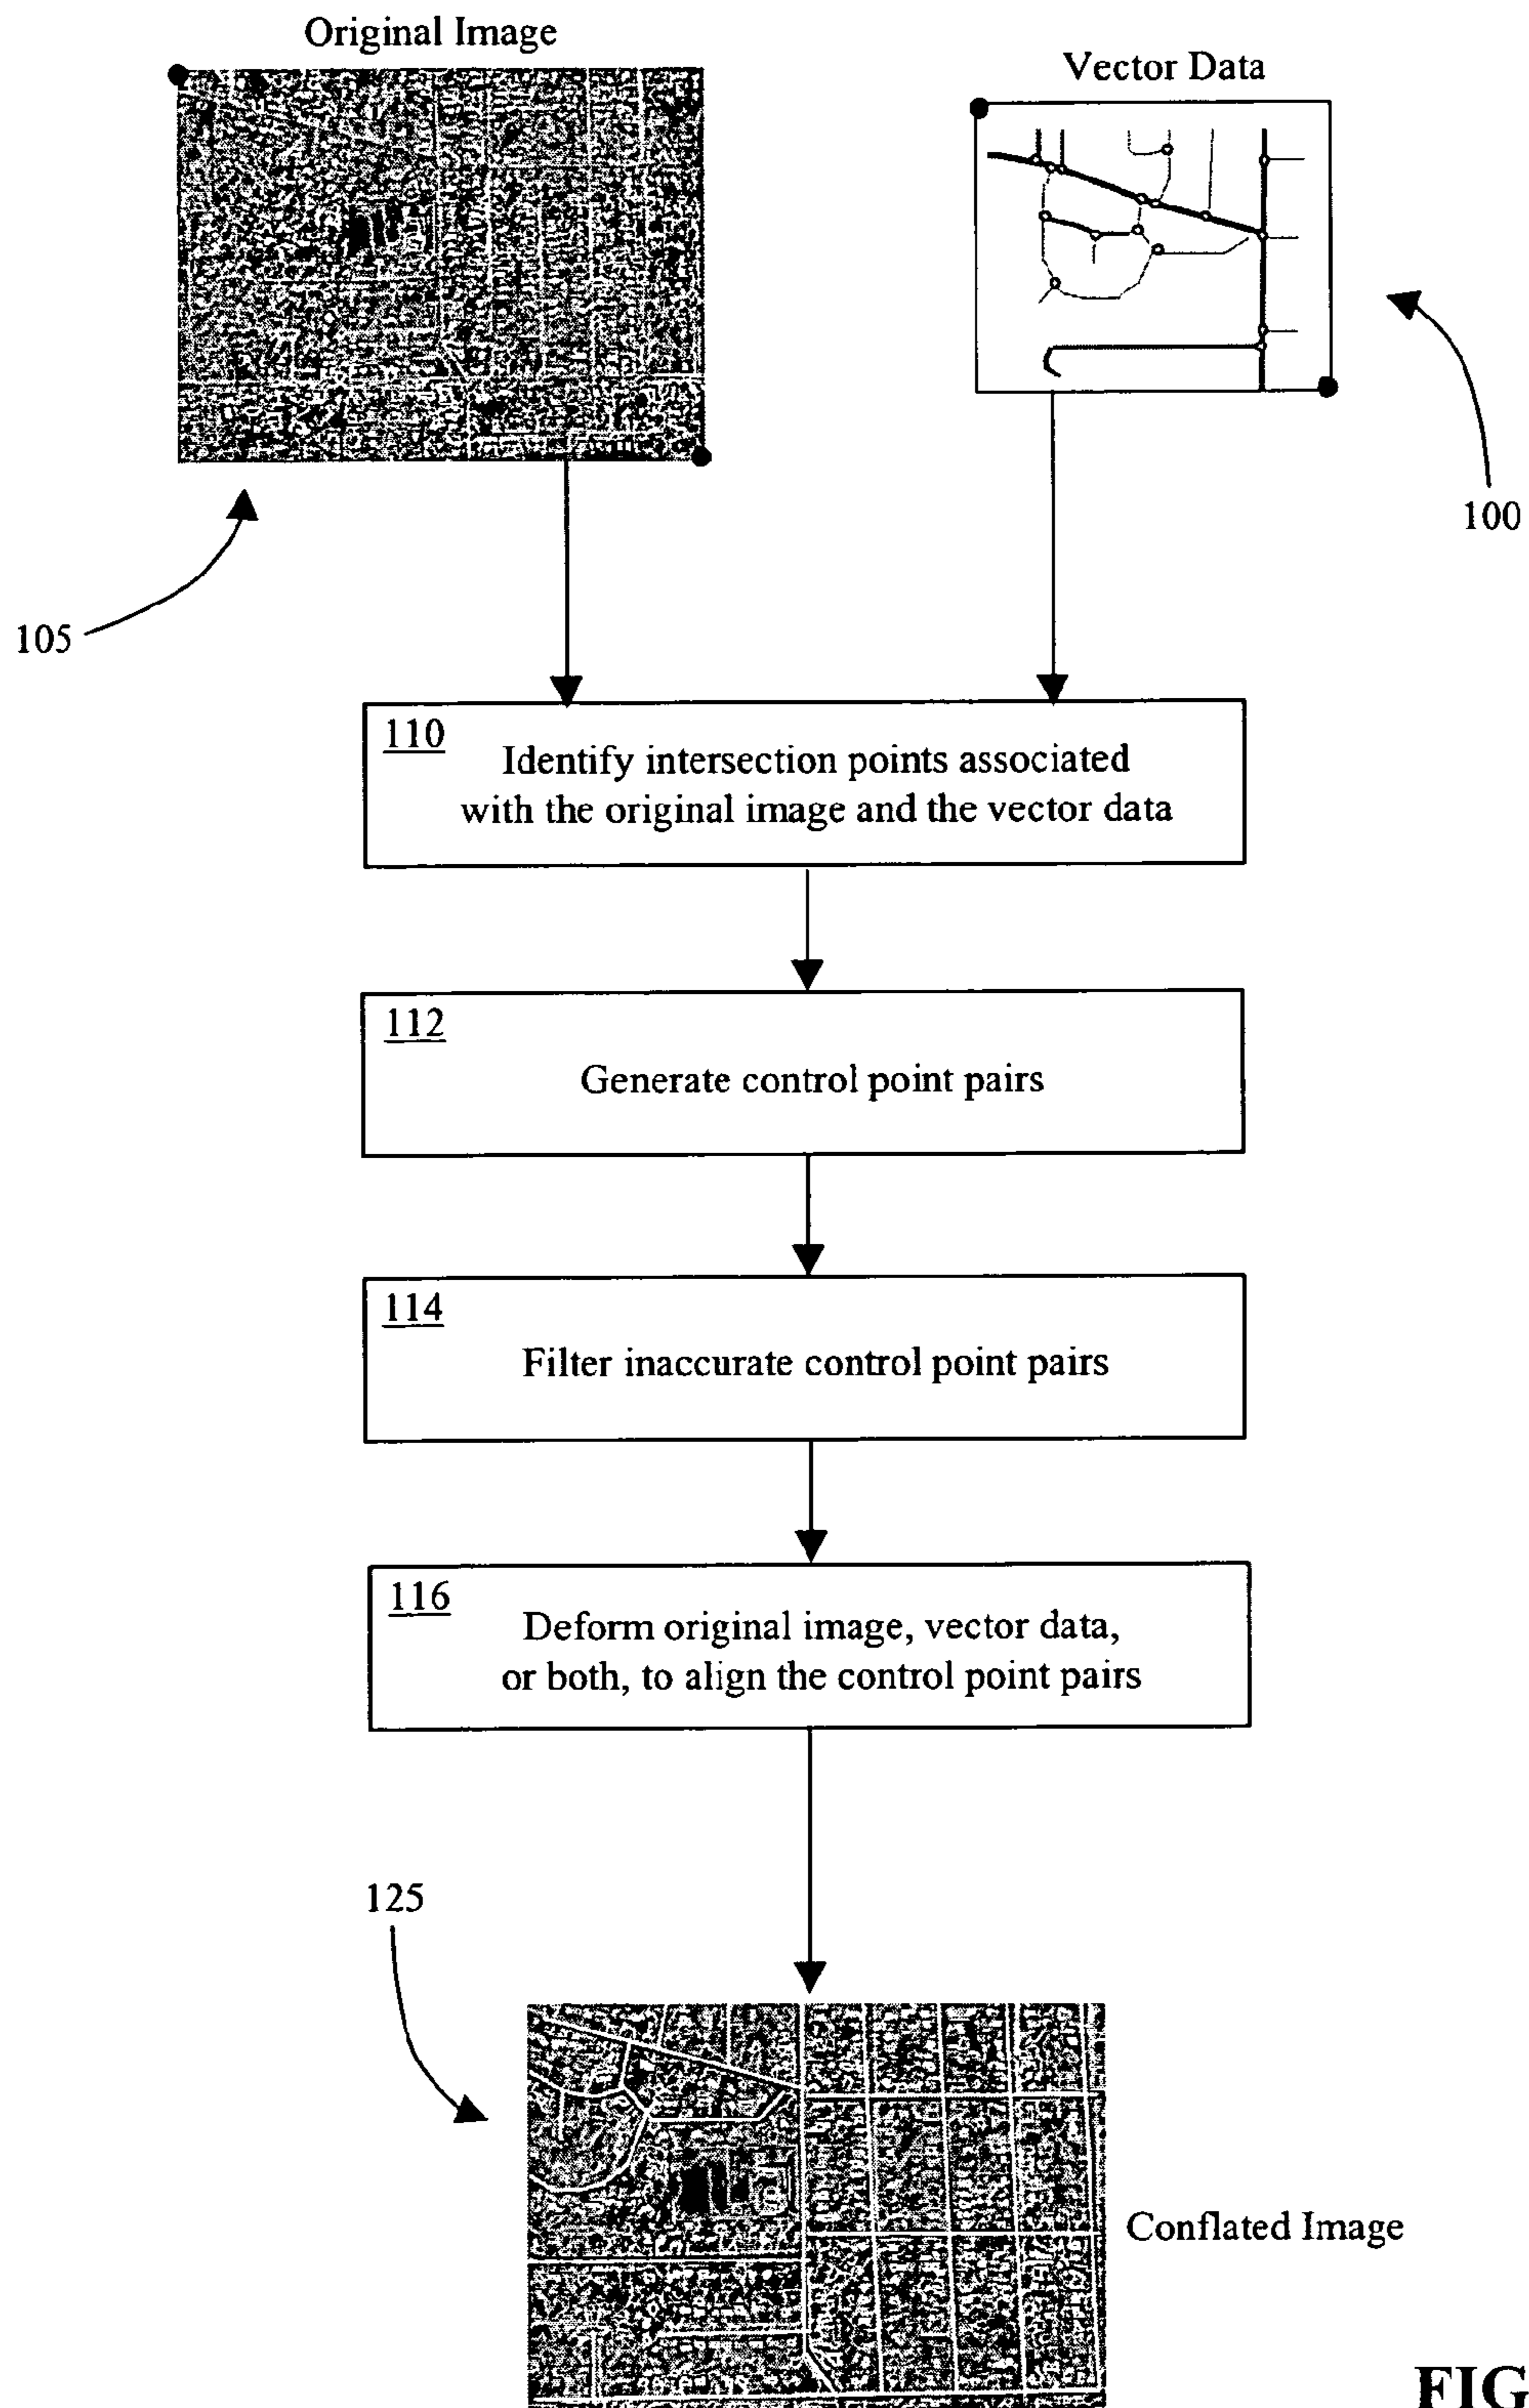 Original Image
Vector Data
100
105
110
Identify intersection points associated
with the original image and the vector data
112
Generate control point pairs
114
Filter inaccurate control point pairs
116
Deform original image, vector data,
or both, to align the control point pairs
125
Conflated Image
FIG